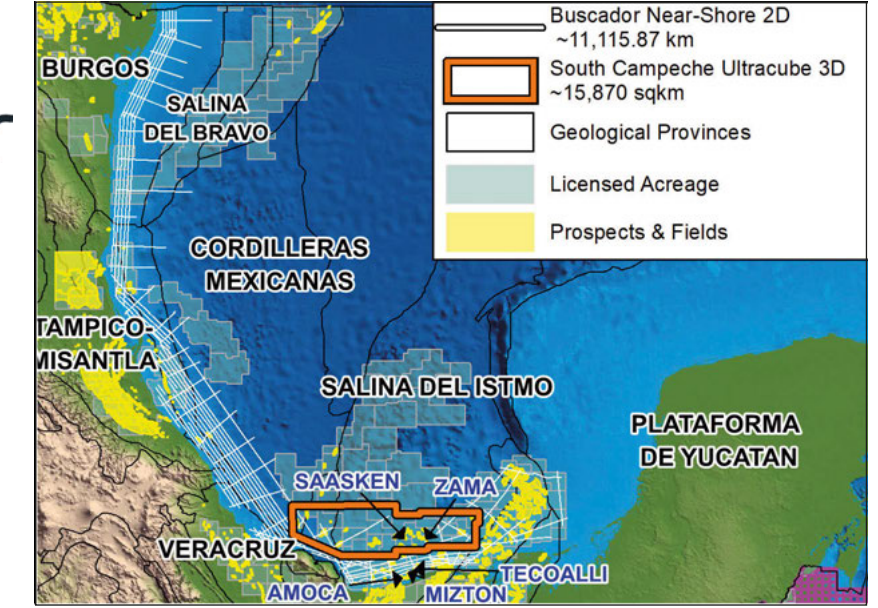 Buscador Near-Shore 2D
~11,115.87 km
South Campeche Ultracube 3D
~15,870 sqkm
Geological Provinces
Licensed Acreage
Prospects & Fields
BURGOS
SALINA
DEL BRAVO
CORDILLERAS
MEXICANAS
TAMPICO-
MISANTLA
SALINA DEL ISTMO
PLATAFORMA
DE YUCATAN
SAASKEN
ZAMA
VERACRUZ
TECOALLI
AMOCA
MIZTON